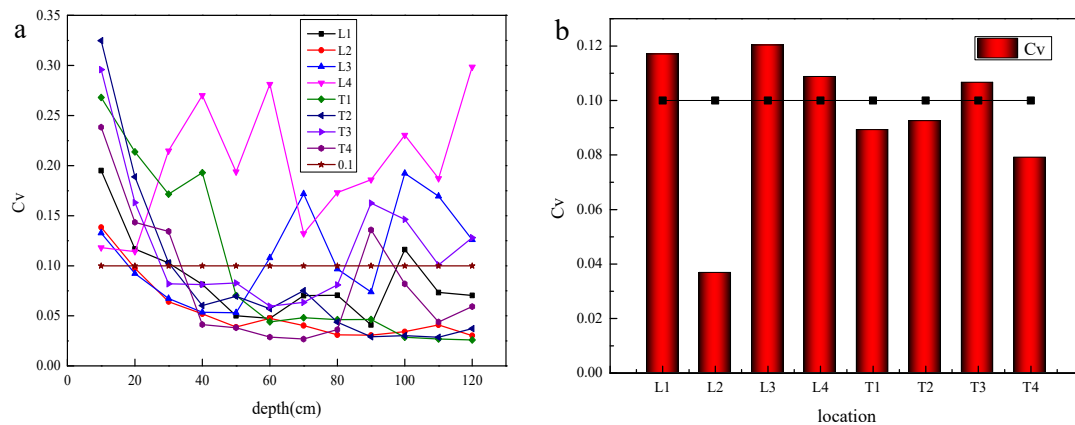 a
0.35
0.30
0.25
0.20
0.15
0.10
0.05
0.00
Cv
0 20 40 60 80 100 120
depth(cm)
L1
L2
L3
L4
T1
T2
T3
T4
0.1
b
0.12
0.10
0.08
0.06
0.04
0.02
0.00
Cv
Cv
L1 L2 L3 L4 T1 T2 T3 T4
location